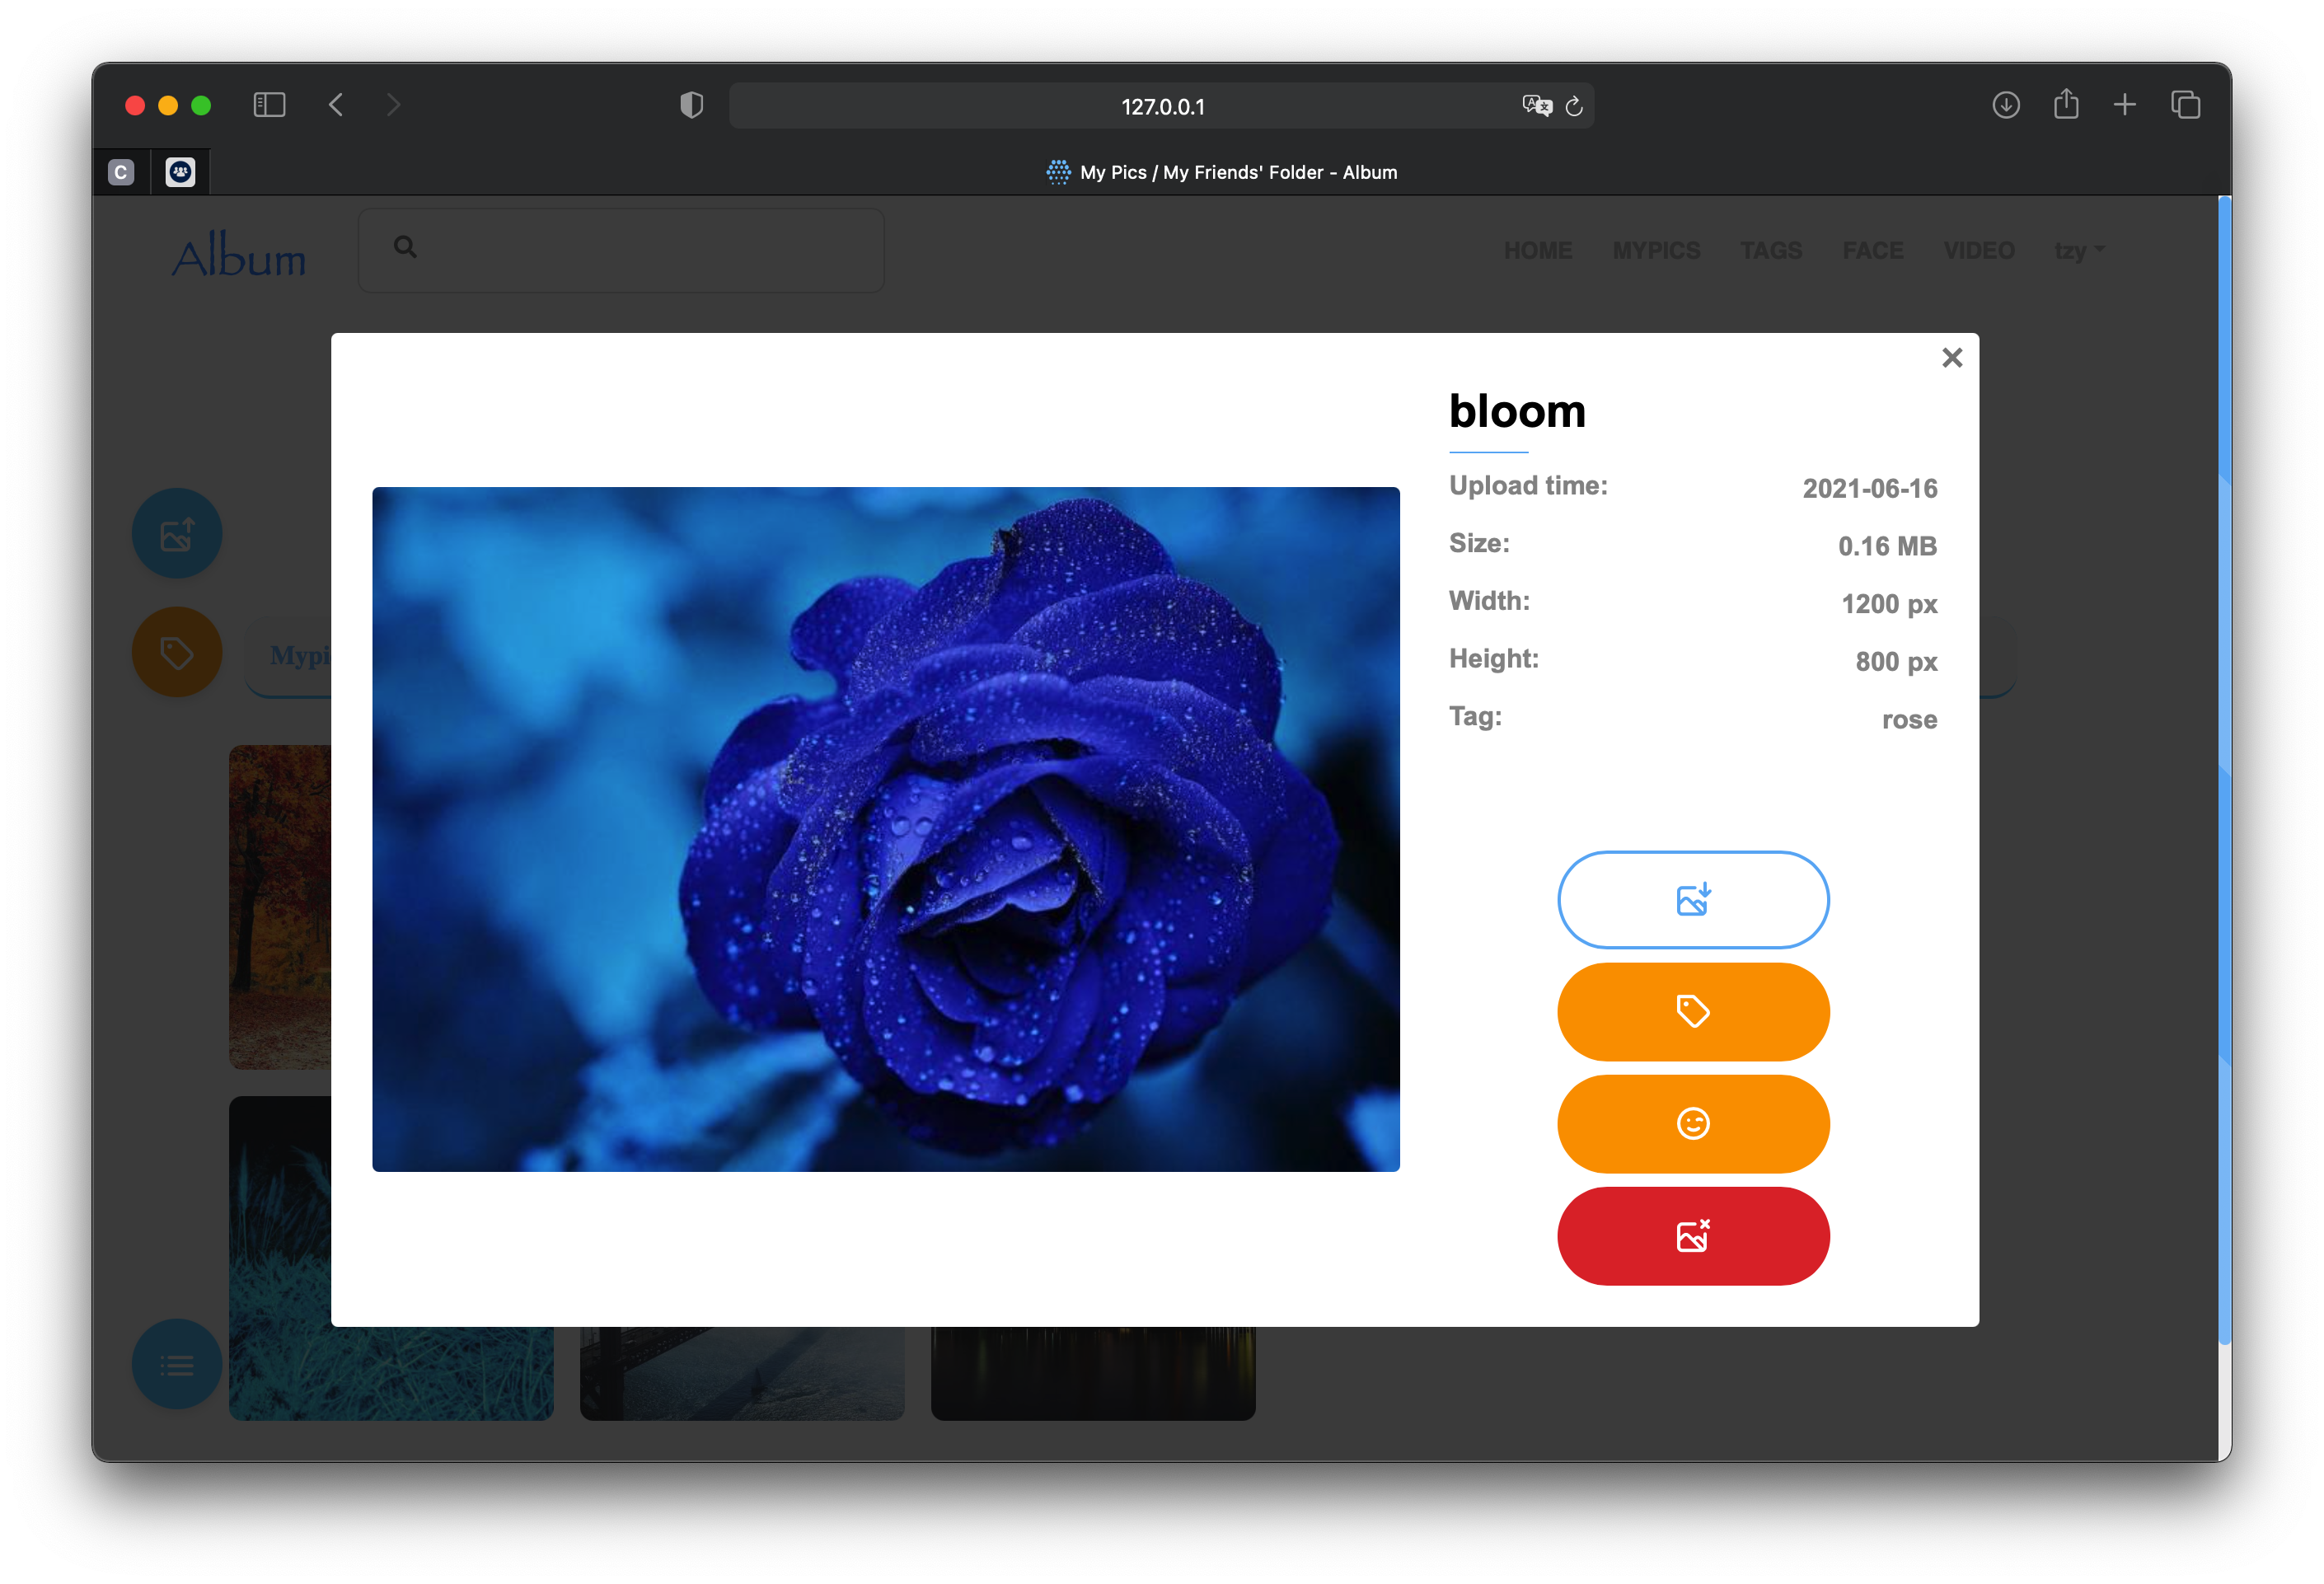 127.0.0.1
C
My Pics / My Friends' Folder - Album
Album
HOME
MYPICS
TAGS
FACE
VIDEO
tzy
bloom
Upload time: 2021-06-16
Size: 0.16 MB
Width: 1200 px
Height: 800 px
Tag: rose